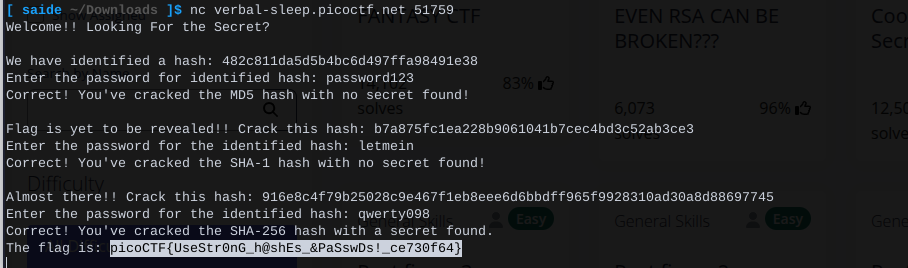 [ saide ~/Downloads ]$ nc verbal-sleep.picoctf.net 51759
Welcome!! Looking For the Secret?
We have identified a hash: 482c811da5d5b4bc6d497ffa98491e38
Enter the password for identified hash: password123
Correct! You've cracked the MD5 hash with no secret found!
Flag is yet to be revealed!! Crack this hash: b7a875fc1ea228b9061041b7cec4bd3c52ab3ce3
Enter the password for the identified hash: letmein
Correct! You've cracked the SHA-1 hash with no secret found!
Almost there!! Crack this hash: 916e8c4f79b25028c9e467f1eb8eee6d6bbdff965f9928310ad30a8d88697745
Enter the password for the identified hash: qwerty098
Correct! You've cracked the SHA-256 hash with a secret found.
The flag is: picoCTF{UseStr0nG_h@shEs_&PaSswDs!_ce730f64}
FANTASY CTF
solves
83%
EVEN RSA CAN BE
BROKEN???
6,073
solves
96%
Difficulty
General Skills
Easy
General Skills
Easy